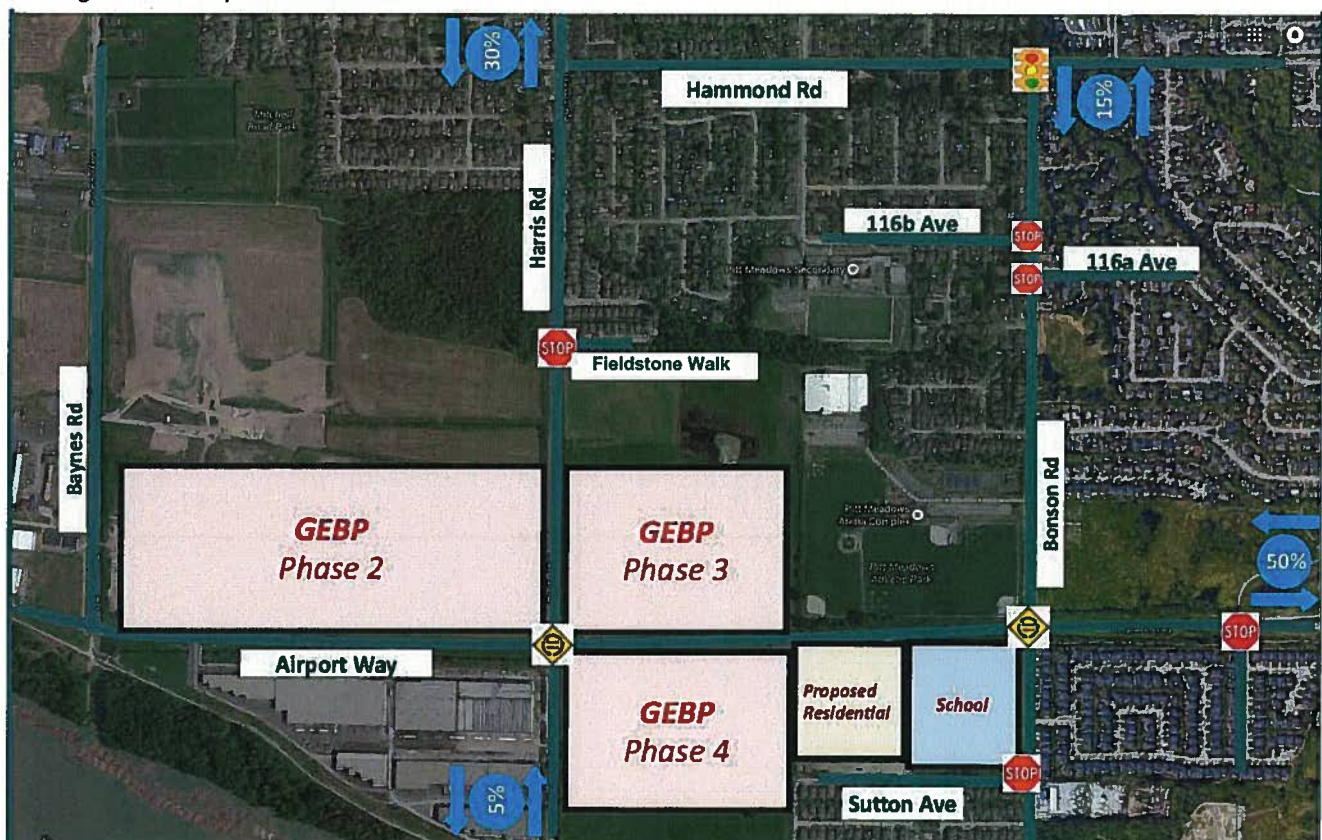 30%
Hammond Rd
15%
Harris Rd
116b Ave
STOP
116a Ave
STOP
Pitt Meadows Secondary
STOP
Fieldstone Walk
Baynes Rd
Bonson Rd
GEBP
Phase 2
GEBP
Phase 3
Pitt Meadows
Arena Complex
Pitt Meadows
Athletic Park
50%
STOP
Airport Way
GEBP
Phase 4
Proposed
Residential
School
STOP
5%
Sutton Ave